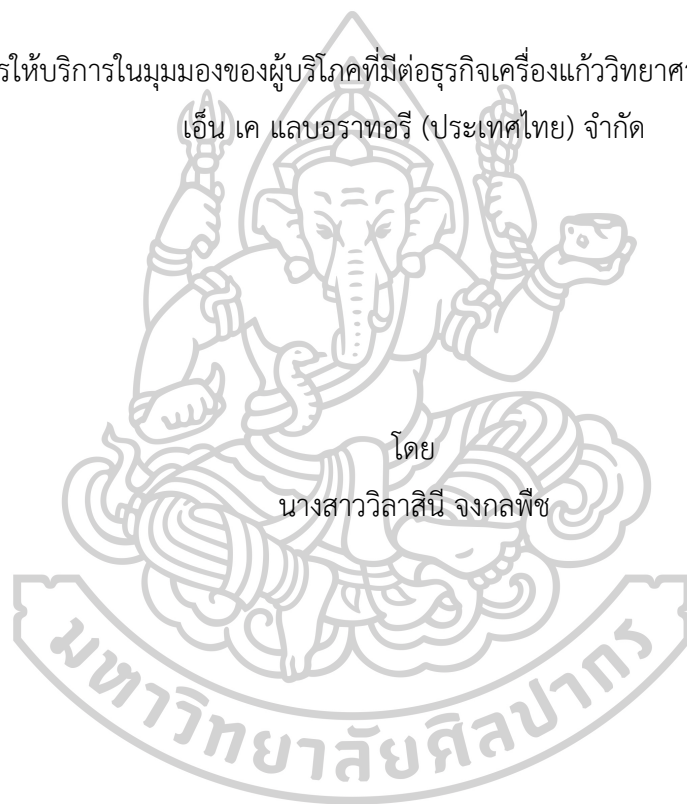 รให้บริการในมุมมองของผู้บริโภคที่มีต่อธุรกิจเครื่องแก้ววิทยาศา
เอ็น เค แลบอราทอรี (ประเทศไทย) จำกัด
โดย
นางสาววิลาสินี จงกลพืช
มหาวิทยาลัยศิลปากร